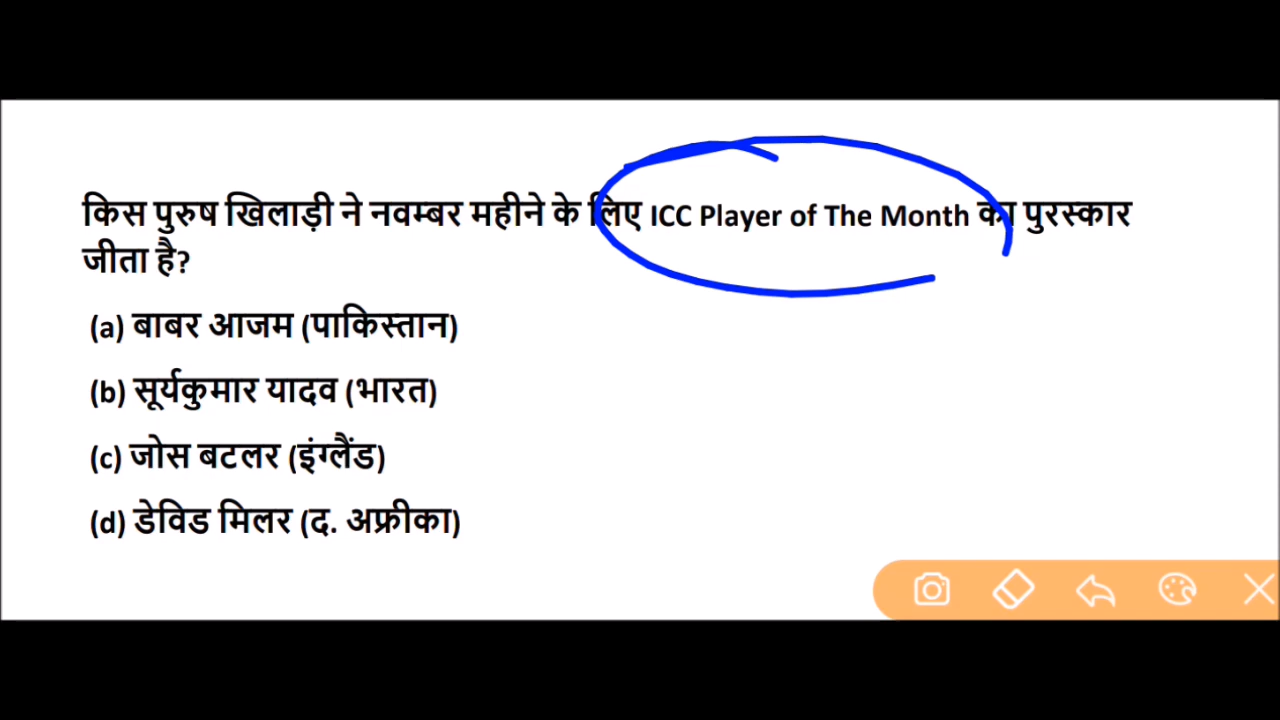 किस पुरुष खिलाड़ी ने नवम्बर महीने के लिए ICC Player of The Month का पुरस्कार
जीता है?
(a) बाबर आजम (पाकिस्तान)
(b) सूर्यकुमार यादव (भारत)
(c) जोस बटलर (इंग्लैंड)
(d) डेविड मिलर (द. अफ्रीका)